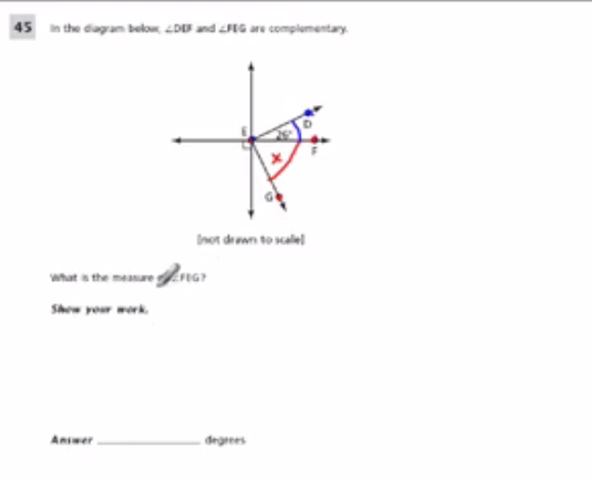 45 In the diagram below, ∠DEF and ∠FEG are complementary.
E
D
26°
F
x
G
[not drawn to scale]
What is the measure ∠FEG?
Show your work.
Answer ____________ degrees